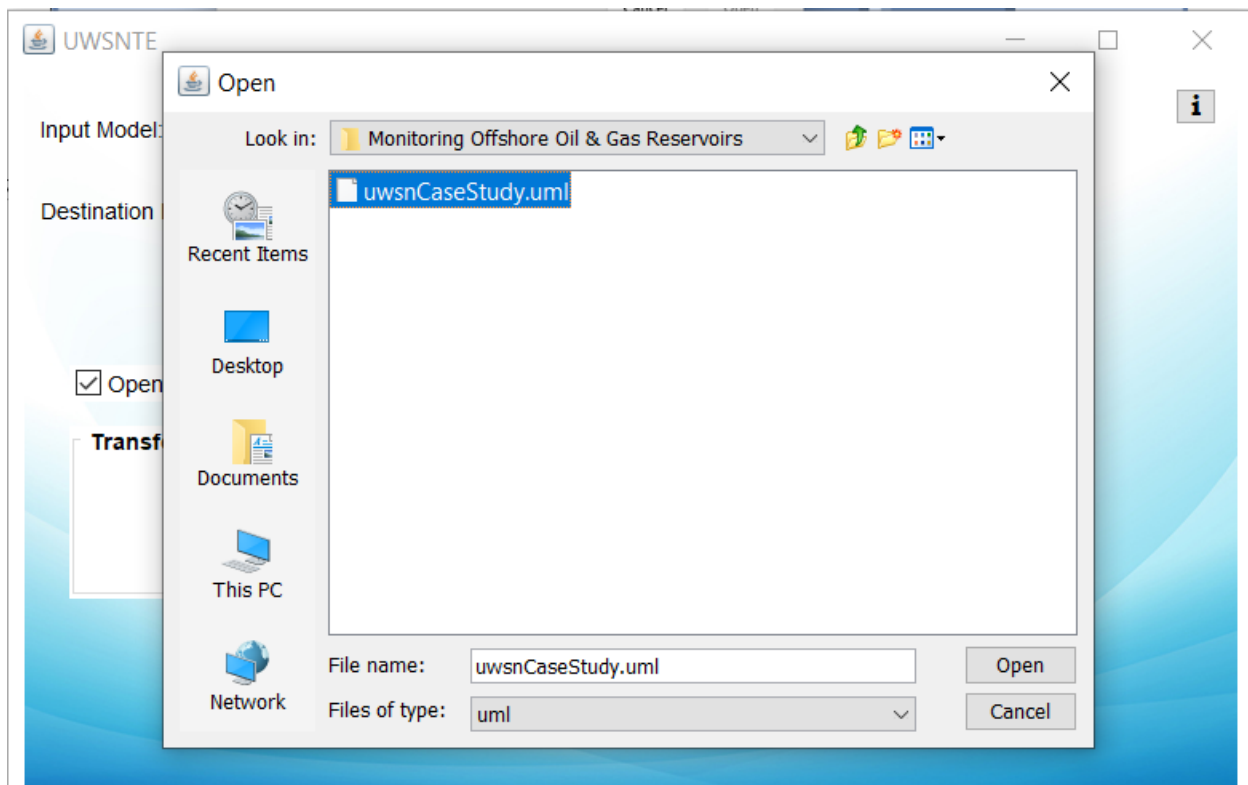 UWSNTE
Open
i
Input Model:
Look in:
Monitoring Offshore Oil & Gas Reservoirs
uwsnCaseStudy.uml
Destination
Recent Items
Desktop
Open
Transf
Documents
This PC
Network
File name:
uwsnCaseStudy.uml
Open
Files of type:
uml
Cancel